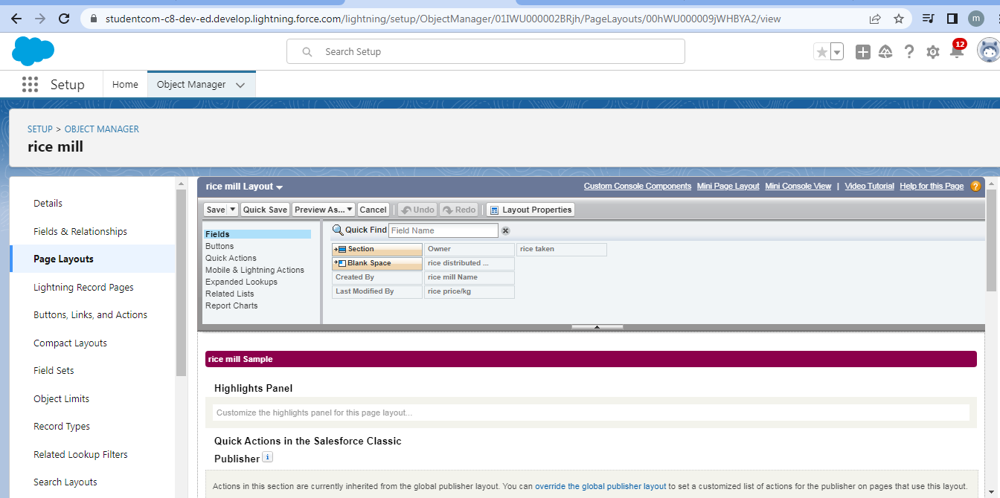 studentcom-c8-dev-ed.develop.lightning.force.com/lightning/setup/ObjectManager/01IWU000002BRjh/PageLayouts/00hWU000009jWHBYA2/view
m
Search Setup
12
Setup
Home
Object Manager
SETUP > OBJECT MANAGER
rice mill
Details
Fields & Relationships
Page Layouts
Lightning Record Pages
Buttons, Links, and Actions
Compact Layouts
Field Sets
Object Limits
Record Types
Related Lookup Filters
Search Layouts
rice mill Layout
Custom Console Components Mini Page Layout Mini Console View | Video Tutorial Help for this Page ?
Save Quick Save Preview As... Cancel Undo Redo Layout Properties
Fields
Buttons
Quick Actions
Mobile & Lightning Actions
Expanded Lookups
Related Lists
Report Charts
Quick Find Field Name
Section Owner rice taken
Blank Space rice distributed ...
Created By rice mill Name
Last Modified By rice price/kg
rice mill Sample
Highlights Panel
Customize the highlights panel for this page layout...
Quick Actions in the Salesforce Classic
Publisher i
Actions in this section are currently inherited from the global publisher layout. You can override the global publisher layout to set a customized list of actions for the publisher on pages that use this layout.